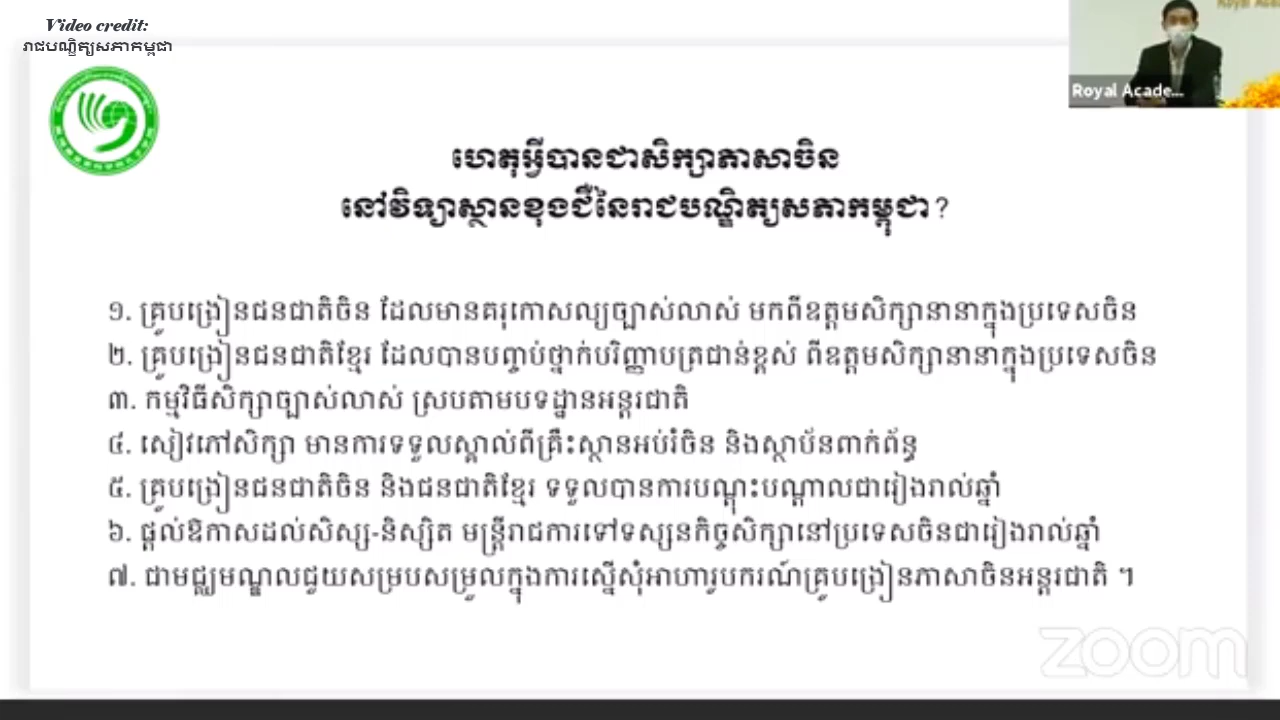 Video credit:
រាជបណ្ឌិត្យសភាកម្ពុជា
Royal Acade...
ហេតុអ្វីបានជាសិក្សាភាសាចិន
នៅវិទ្យាស្ថានខុងជឺនៃរាជបណ្ឌិត្យសភាកម្ពុជា?
១. គ្រូបង្រៀនជនជាតិចិន ដែលមានគរុកោសល្យច្បាស់លាស់ មកពីឧត្តមសិក្សានានាក្នុងប្រទេសចិន
២. គ្រូបង្រៀនជនជាតិខ្មែរ ដែលបានបញ្ចប់ថ្នាក់បរិញ្ញាបត្រជាន់ខ្ពស់ ពីឧត្តមសិក្សានានាក្នុងប្រទេសចិន
៣. កម្មវិធីសិក្សាច្បាស់លាស់ ស្របតាមបទដ្ឋានអន្តរជាតិ
៤. សៀវភៅសិក្សា មានការទទួលស្គាល់ពីគ្រឹះស្ថានអប់រំចិន និងស្ថាប័នពាក់ព័ន្ធ
៥. គ្រូបង្រៀនជនជាតិចិន និងជនជាតិខ្មែរ ទទួលបានការបណ្តុះបណ្តាលជារៀងរាល់ឆ្នាំ
៦. ផ្តល់ឱកាសដល់សិស្ស-និស្សិត មន្ត្រីរាជការទៅទស្សនកិច្ចសិក្សានៅប្រទេសចិនជារៀងរាល់ឆ្នាំ
៧. ជាមជ្ឈមណ្ឌលជួយសម្របសម្រួលក្នុងការស្នើសុំអាហារូបករណ៍គ្រូបង្រៀនភាសាចិនអន្តរជាតិ ។
zoom